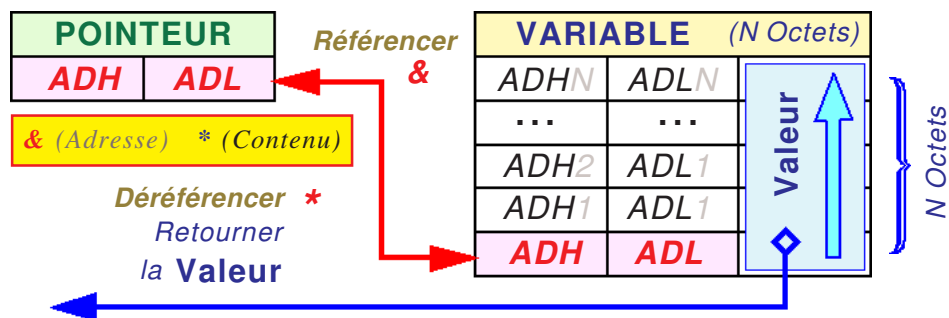 POINTEUR
ADH ADL
& (Adresse) * (Contenu)
Référencer
&
Déréférencer *
Retourner
la Valeur
VARIABLE (N Octets)
ADHN ADLN
... ...
ADH2 ADL1
ADH1 ADL1
ADH ADL
Valeur
N Octets